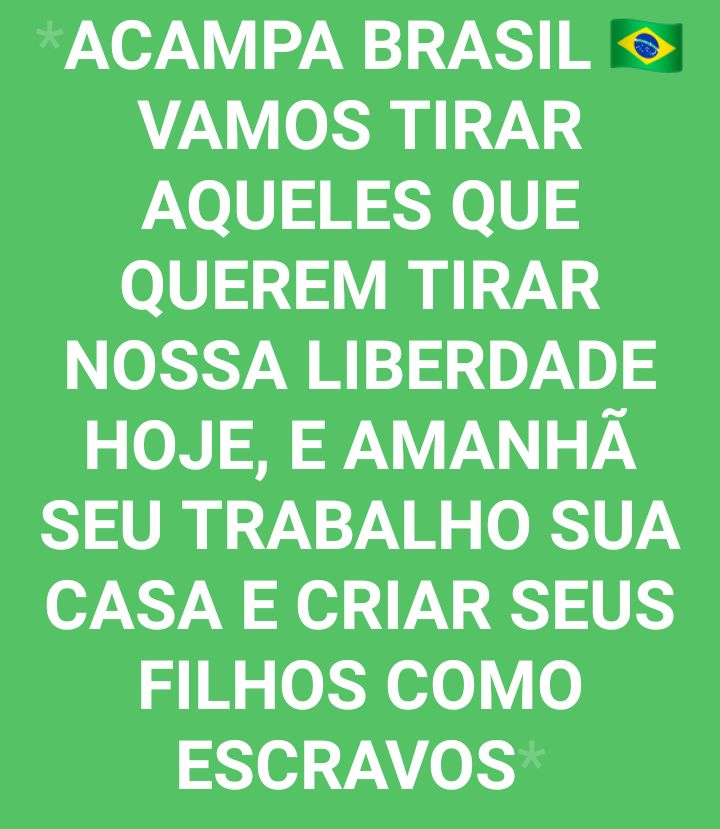 *ACAMPA BRASIL 🇧🇷
VAMOS TIRAR
AQUELES QUE
QUEREM TIRAR
NOSSA LIBERDADE
HOJE, E AMANHÃ
SEU TRABALHO SUA
CASA E CRIAR SEUS
FILHOS COMO
ESCRAVOS*